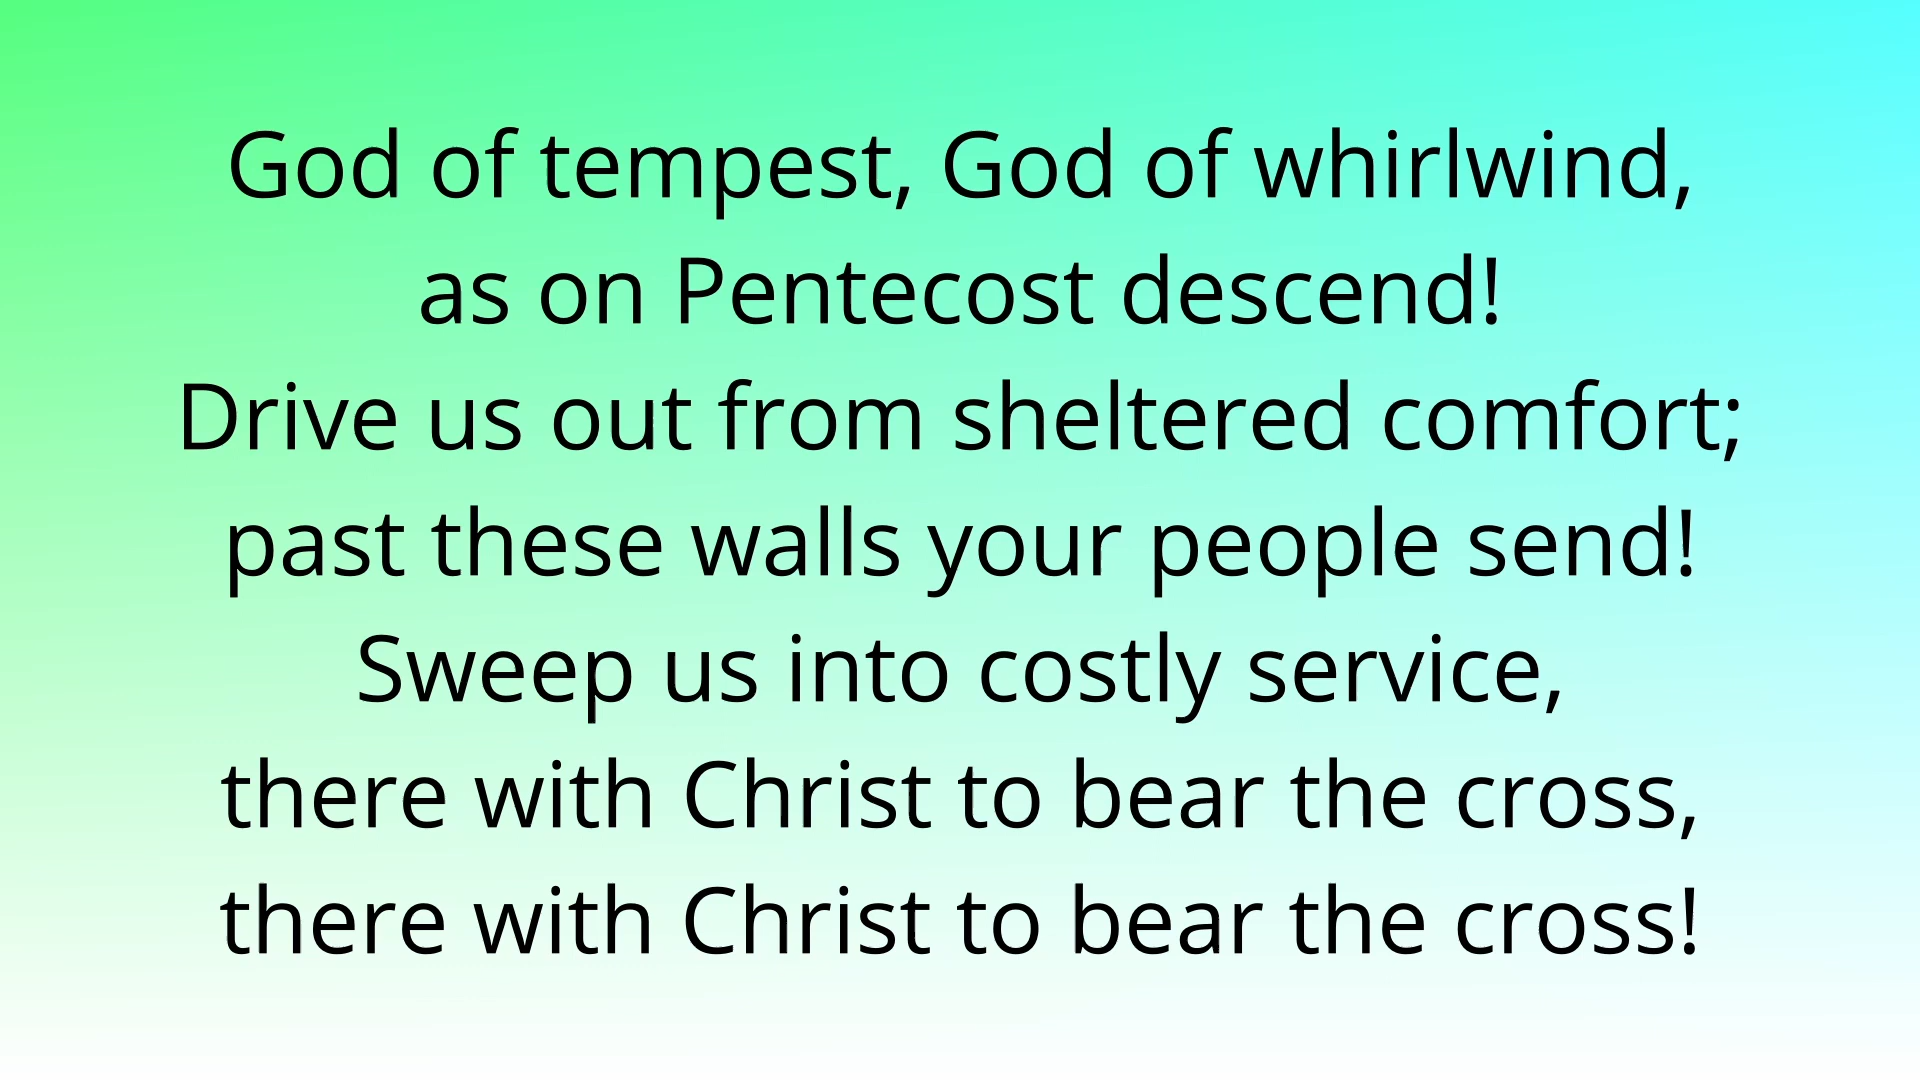 God of tempest, God of whirlwind,
as on Pentecost descend!
Drive us out from sheltered comfort;
past these walls your people send!
Sweep us into costly service,
there with Christ to bear the cross,
there with Christ to bear the cross!